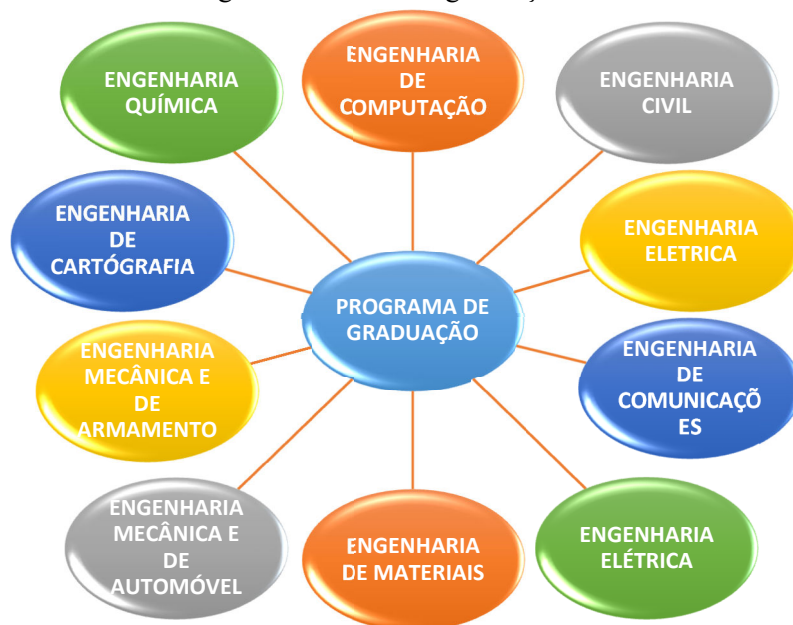 ENGENHARIA
QUÍMICA
ENGENHARIA
DE
COMPUTAÇÃO
ENGENHARIA
CIVIL
ENGENHARIA
DE
CARTÓGRAFIA
ENGENHARIA
ELETRICA
PROGRAMA DE
GRADUAÇÃO
ENGENHARIA
MECÂNICA E
DE
ARMAMENTO
ENGENHARIA
DE
COMUNICAÇÕ
ES
ENGENHARIA
MECÂNICA E
DE
AUTOMÓVEL
ENGENHARIA
DE MATERIAIS
ENGENHARIA
ELÉTRICA